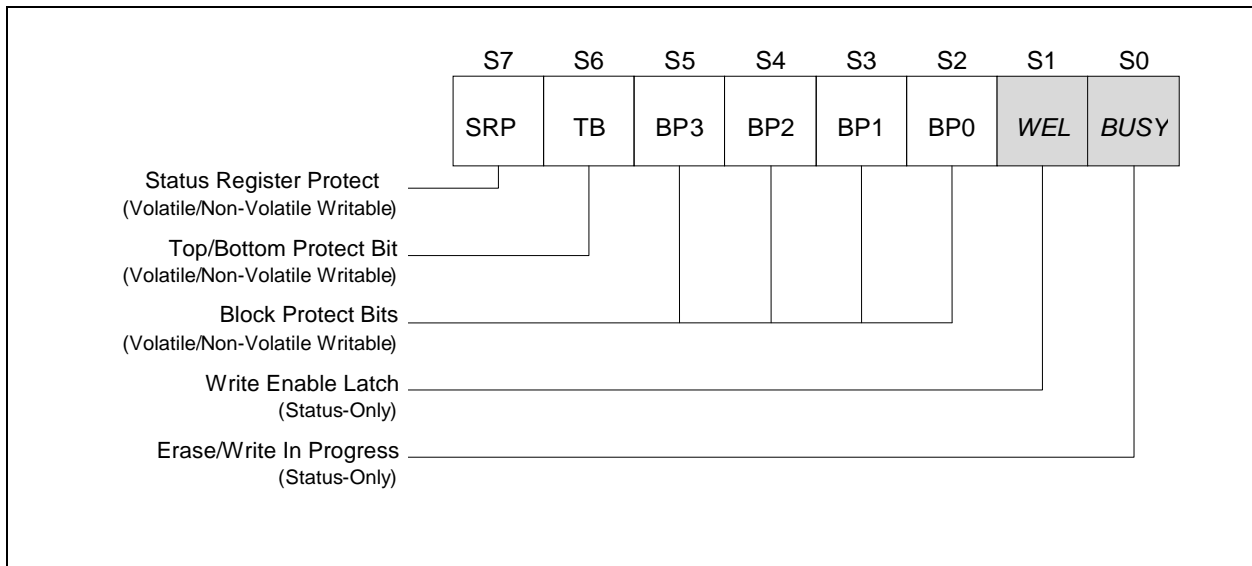 S7 S6 S5 S4 S3 S2 S1 S0
SRP TB BP3 BP2 BP1 BP0 WEL BUSY
Status Register Protect
(Volatile/Non-Volatile Writable)
Top/Bottom Protect Bit
(Volatile/Non-Volatile Writable)
Block Protect Bits
(Volatile/Non-Volatile Writable)
Write Enable Latch
(Status-Only)
Erase/Write In Progress
(Status-Only)